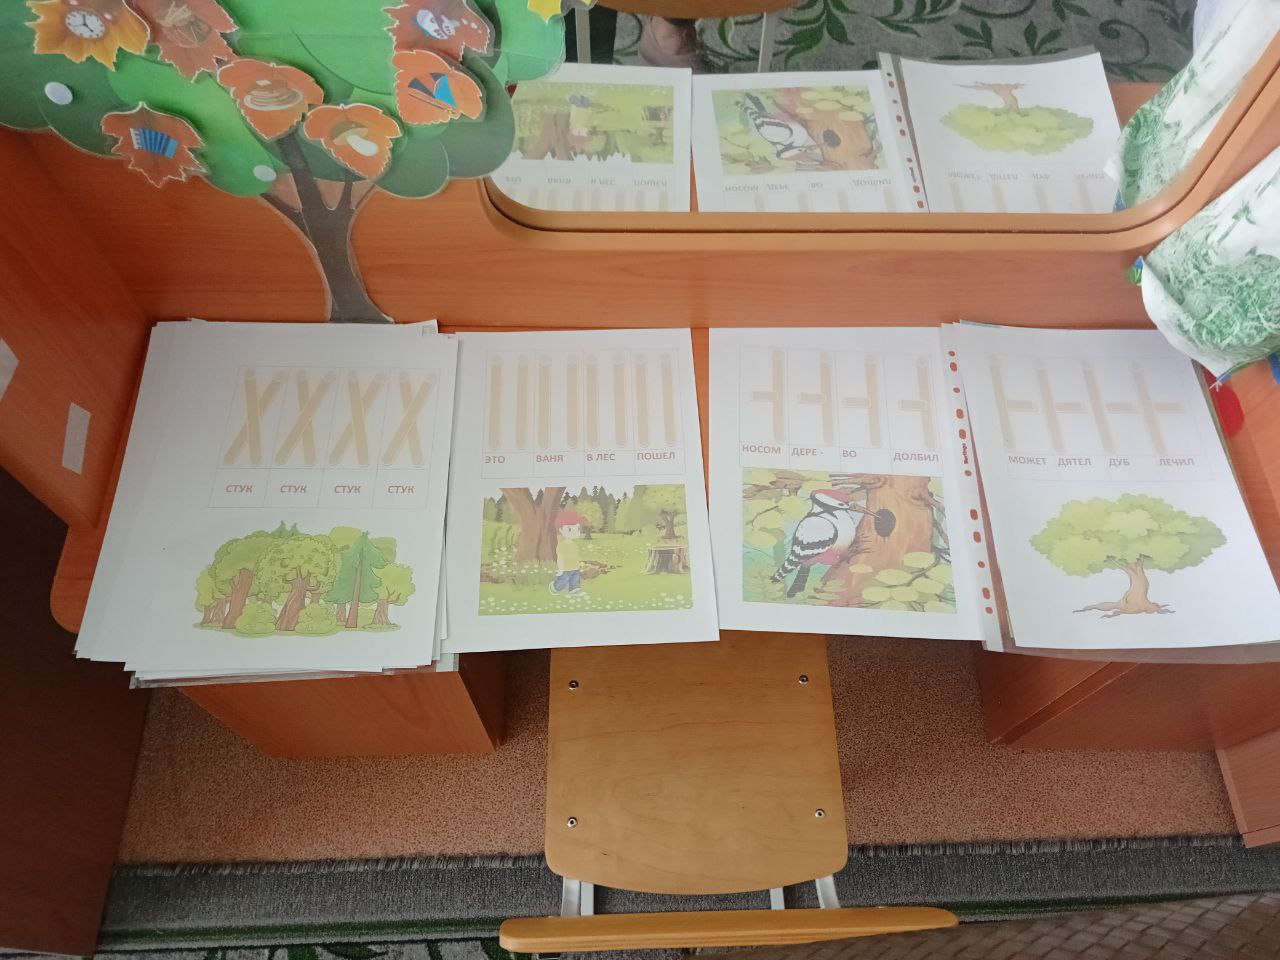 СТУК СТУК СТУК СТУК
ЭТО ВАНЯ В ЛЕС ПОШЕЛ
НОСОМ ДЕРЕ - ВО ДОЛБИЛ
МОЖЕТ ДЯТЕЛ ДУБ ЛЕЧИЛ